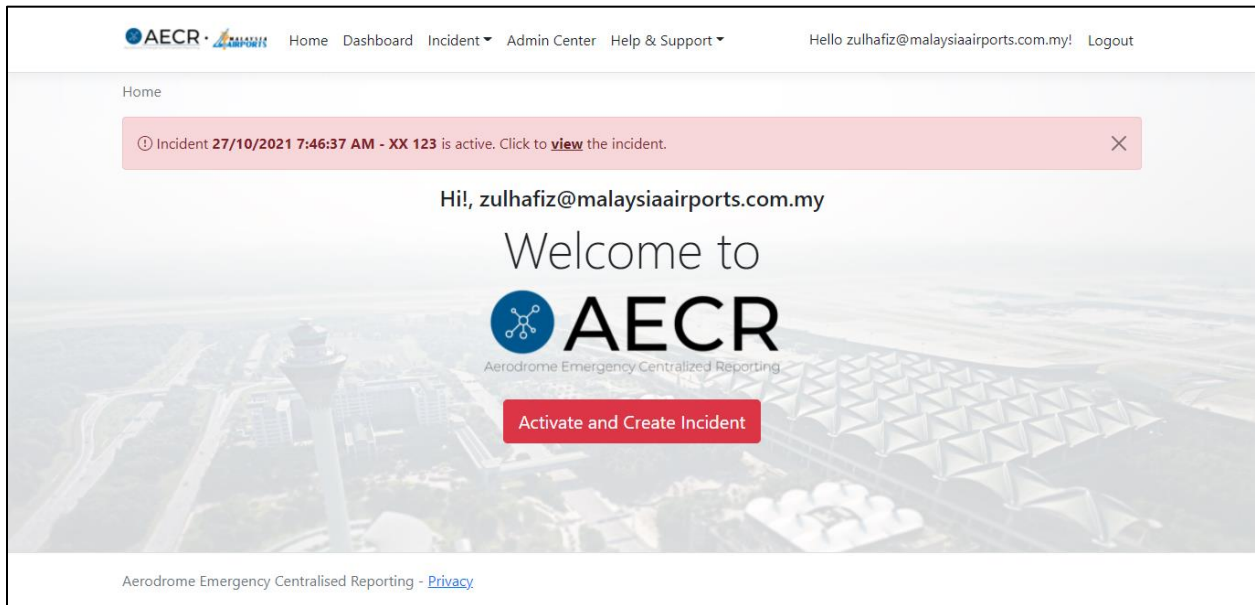 AECR · MALAYSIA AIRPORTS Home Dashboard Incident Admin Center Help & Support Hello zulhafiz@malaysiaairports.com.my! Logout
Home
Incident 27/10/2021 7:46:37 AM - XX 123 is active. Click to view the incident.
Hi!, zulhafiz@malaysiaairports.com.my
Welcome to
AECR
Aerodrome Emergency Centralized Reporting
Activate and Create Incident
Aerodrome Emergency Centralised Reporting - Privacy